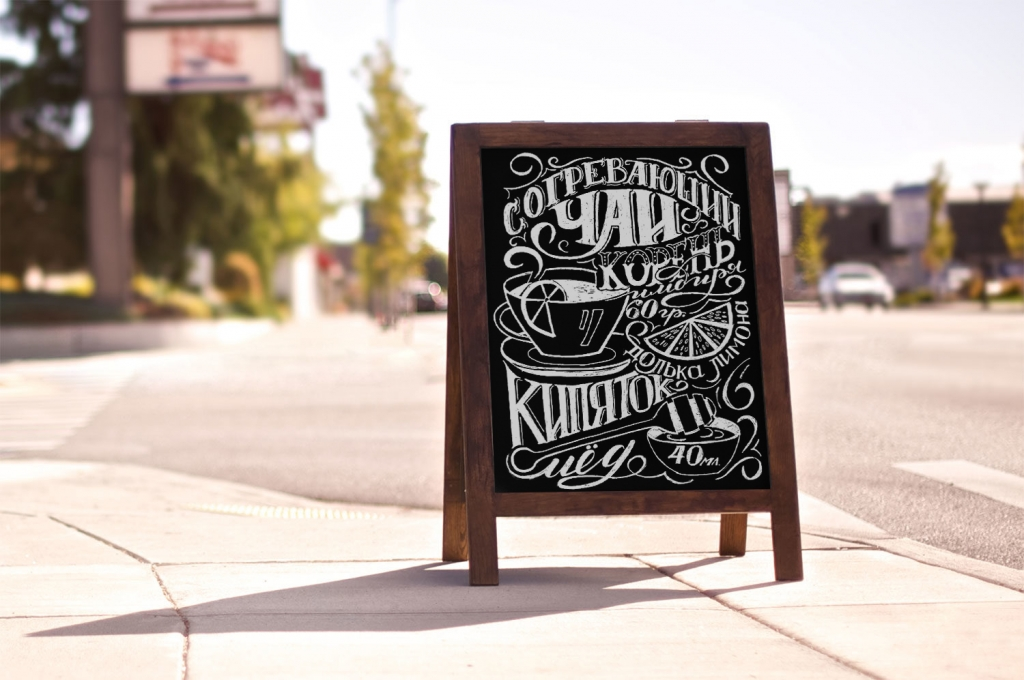 СОГРЕВАЮЩИЙ
ЧАЙ
КОРЕНЬ
имбиря
60гр.
ДОЛЬКА ЛИМОНА
КИПЯТОК
мёд
40мл.